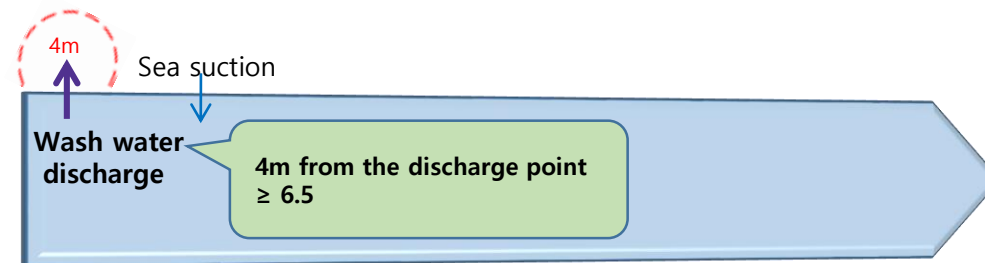 4m
Sea suction
Wash water
discharge
4m from the discharge point
≥ 6.5